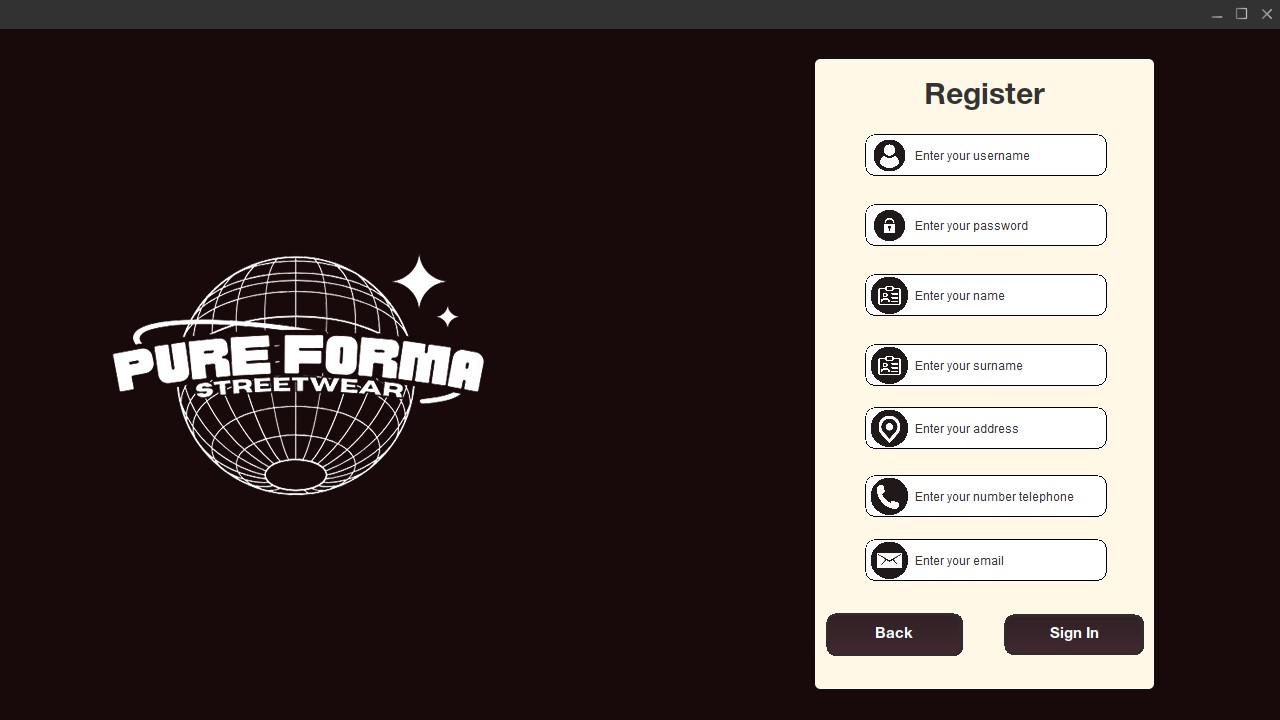 Register
Enter your username
Enter your password
Enter your name
Enter your surname
PURE FORMA
STREETWEAR
Enter your address
Enter your number telephone
Enter your email
Back
Sign In